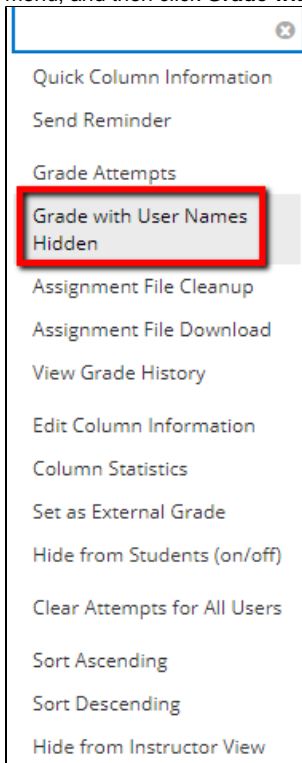 menu, and then click Grade with
Quick Column Information
Send Reminder
Grade Attempts
Grade with User Names
Hidden
Assignment File Cleanup
Assignment File Download
View Grade History
Edit Column Information
Column Statistics
Set as External Grade
Hide from Students (on/off)
Clear Attempts for All Users
Sort Ascending
Sort Descending
Hide from Instructor View